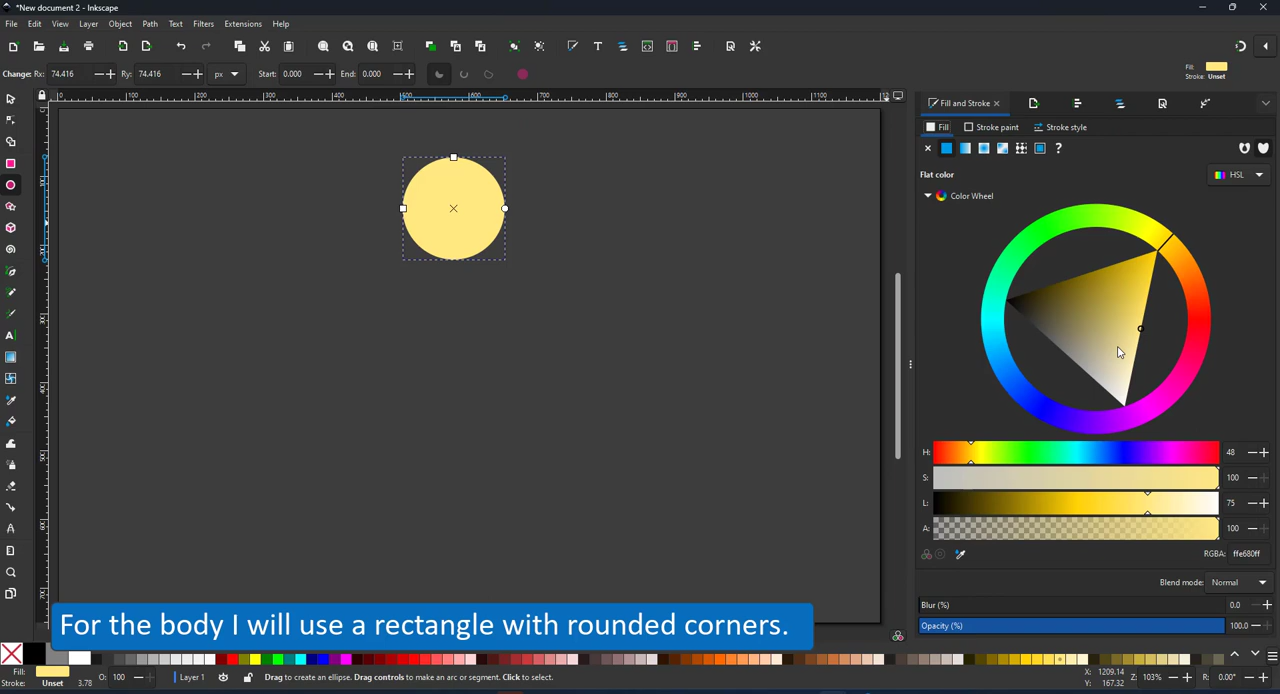 *New document 2 - Inkscape
File Edit View Layer Object Path Text Filters Extensions Help
Change: Rx: 74.416 Ry: 74.416 px Start: 0.000 End: 0.000 Fill: Stroke: Unset
Fill and Stroke
Fill Stroke paint Stroke style
Flat color HSL
Color Wheel
H: 48
S: 100
L: 75
A: 100
RGBA: ffe680ff
Blend mode: Normal
Blur (%) 0.0
Opacity (%) 100.0
For the body I will use a rectangle with rounded corners.
Fill: Stroke: Unset 3.78 O: 100 Layer 1 Drag to create an ellipse. Drag controls to make an arc or segment. Click to select. X: 1209.14 Y: 167.32 Z: 103% R: 0.00°